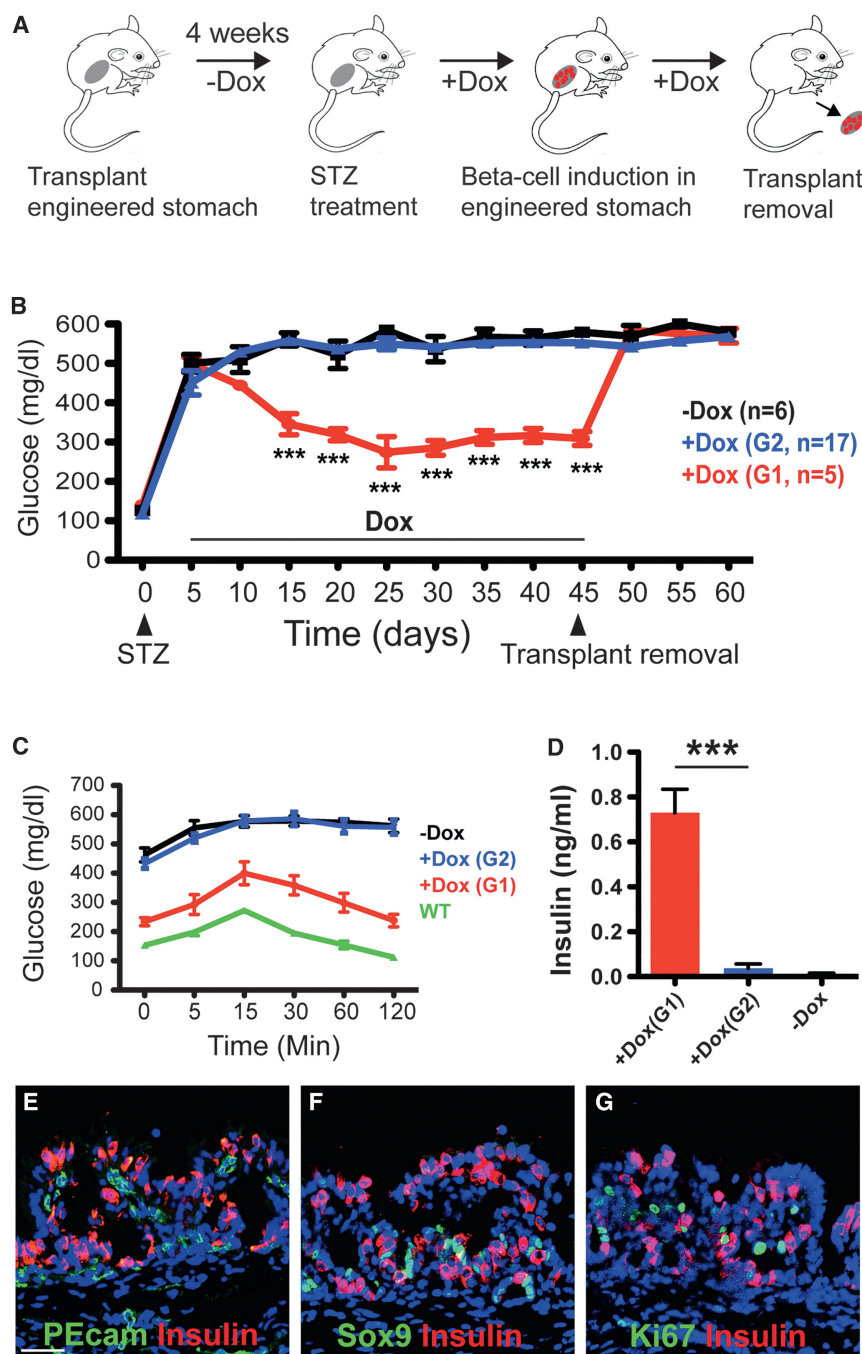 A
4 weeks
-Dox
+Dox
+Dox
Transplant
engineered stomach
STZ
treatment
Beta-cell induction in
engineered stomach
Transplant
removal
B
Glucose (mg/dl)
600
500
400
300
200
100
0
*** *** *** *** *** *** ***
Dox
-Dox (n=6)
+Dox (G2, n=17)
+Dox (G1, n=5)
0 5 10 15 20 25 30 35 40 45 50 55 60
Time (days)
STZ
Transplant removal
C
Glucose (mg/dl)
700
600
500
400
300
200
100
0
-Dox
+Dox (G2)
+Dox (G1)
WT
0 5 15 30 60 120
Time (Min)
D
Insulin (ng/ml)
1.0
0.8
0.6
0.4
0.2
0.0
***
+Dox(G1)
+Dox(G2)
-Dox
E
PEcam Insulin
F
Sox9 Insulin
G
Ki67 Insulin